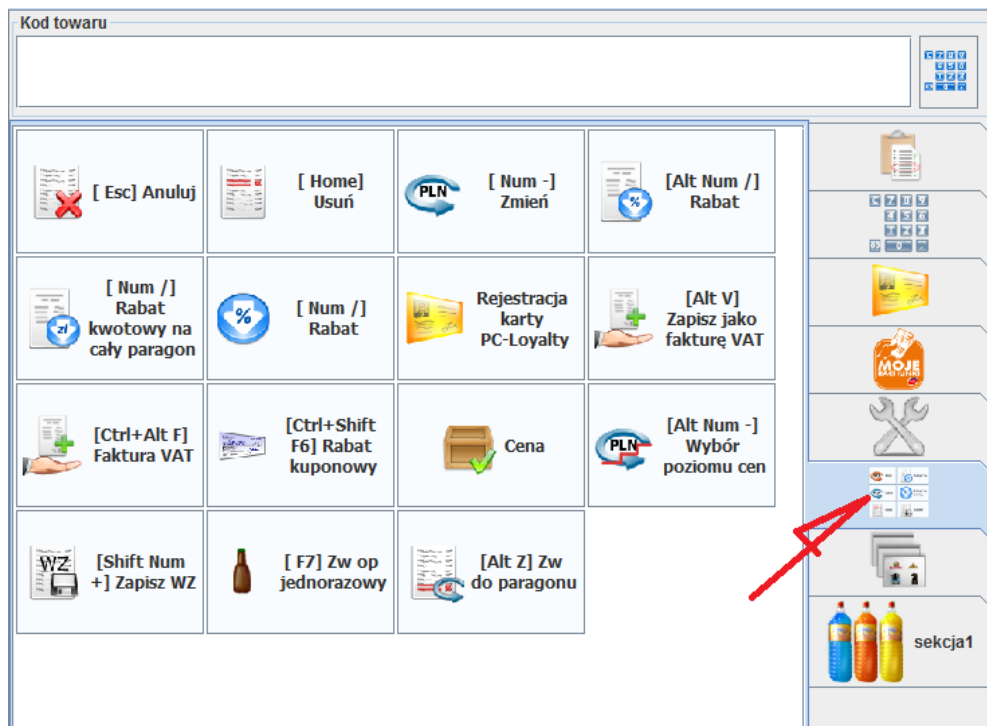 Kod towaru
[ Esc] Anuluj
[ Home]
Usuń
PLN
[ Num -]
Zmień
%
[Alt Num /]
Rabat
zł
[ Num /]
Rabat
kwotowy na
cały paragon
%
[ Num /]
Rabat
Rejestracja
karty
PC-Loyalty
[Alt V]
Zapisz jako
fakturę VAT
[Ctrl+Alt F]
Faktura VAT
[Ctrl+Shift
F6] Rabat
kuponowy
Cena
PLN
[Alt Num -]
Wybór
poziomu cen
WZ
[Shift Num
+] Zapisz WZ
[ F7] Zw op
jednorazowy
[Alt Z] Zw
do paragonu
MOJE
sekcja1